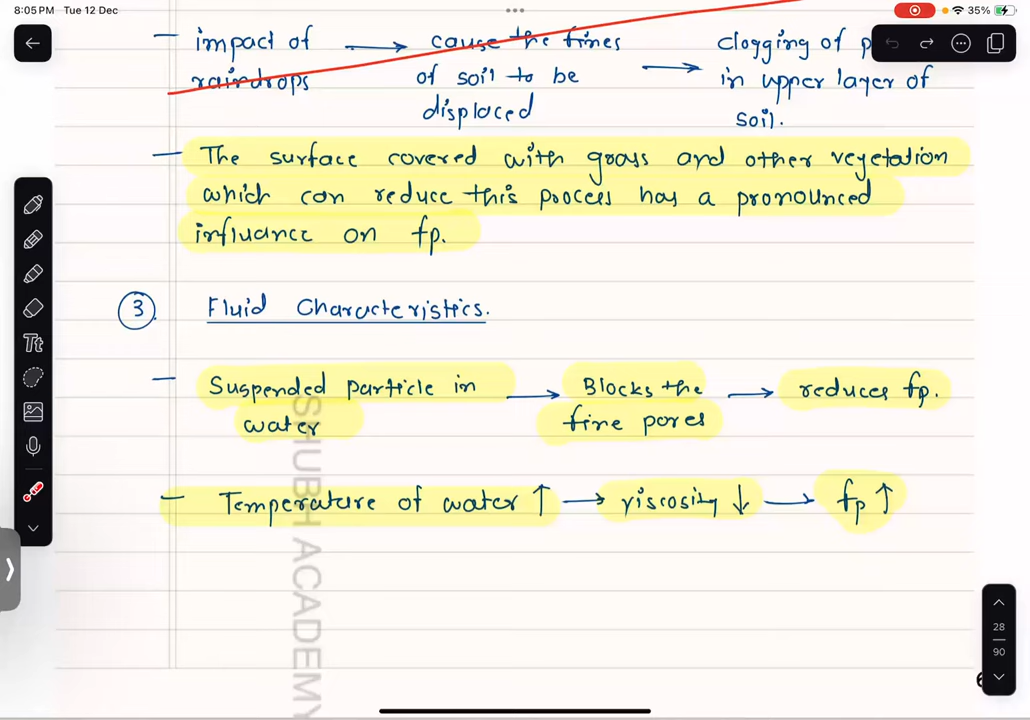 8:05 PM Tue 12 Dec
35%
– impact of → cause the fines clogging of p
raindrops of soil to be → in upper layer of
displaced soil.
– The surface covered with grass and other vegetation
which can reduce this process has a pronounced
influance on fp.
3. Fluid Characteristics.
– Suspended particle in → Blocks the → reduces fp.
water fine pores
– Temperature of water ↑ → viscosity ↓ → fp ↑
SHUBH ACADEMY
Tt
28
90